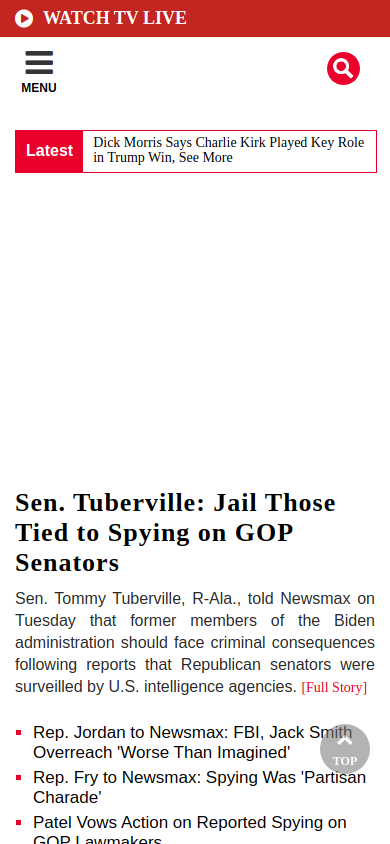 WATCH TV LIVE
MENU
Latest
Dick Morris Says Charlie Kirk Played Key Role
in Trump Win, See More
Sen. Tuberville: Jail Those
Tied to Spying on GOP
Senators
Sen. Tommy Tuberville, R-Ala., told Newsmax on
Tuesday that former members of the Biden
administration should face criminal consequences
following reports that Republican senators were
surveilled by U.S. intelligence agencies. [Full Story]
Rep. Jordan to Newsmax: FBI, Jack Smith
Overreach 'Worse Than Imagined'
Rep. Fry to Newsmax: Spying Was 'Partisan
Charade'
TOP
Patel Vows Action on Reported Spying on
GOP Lawmakers